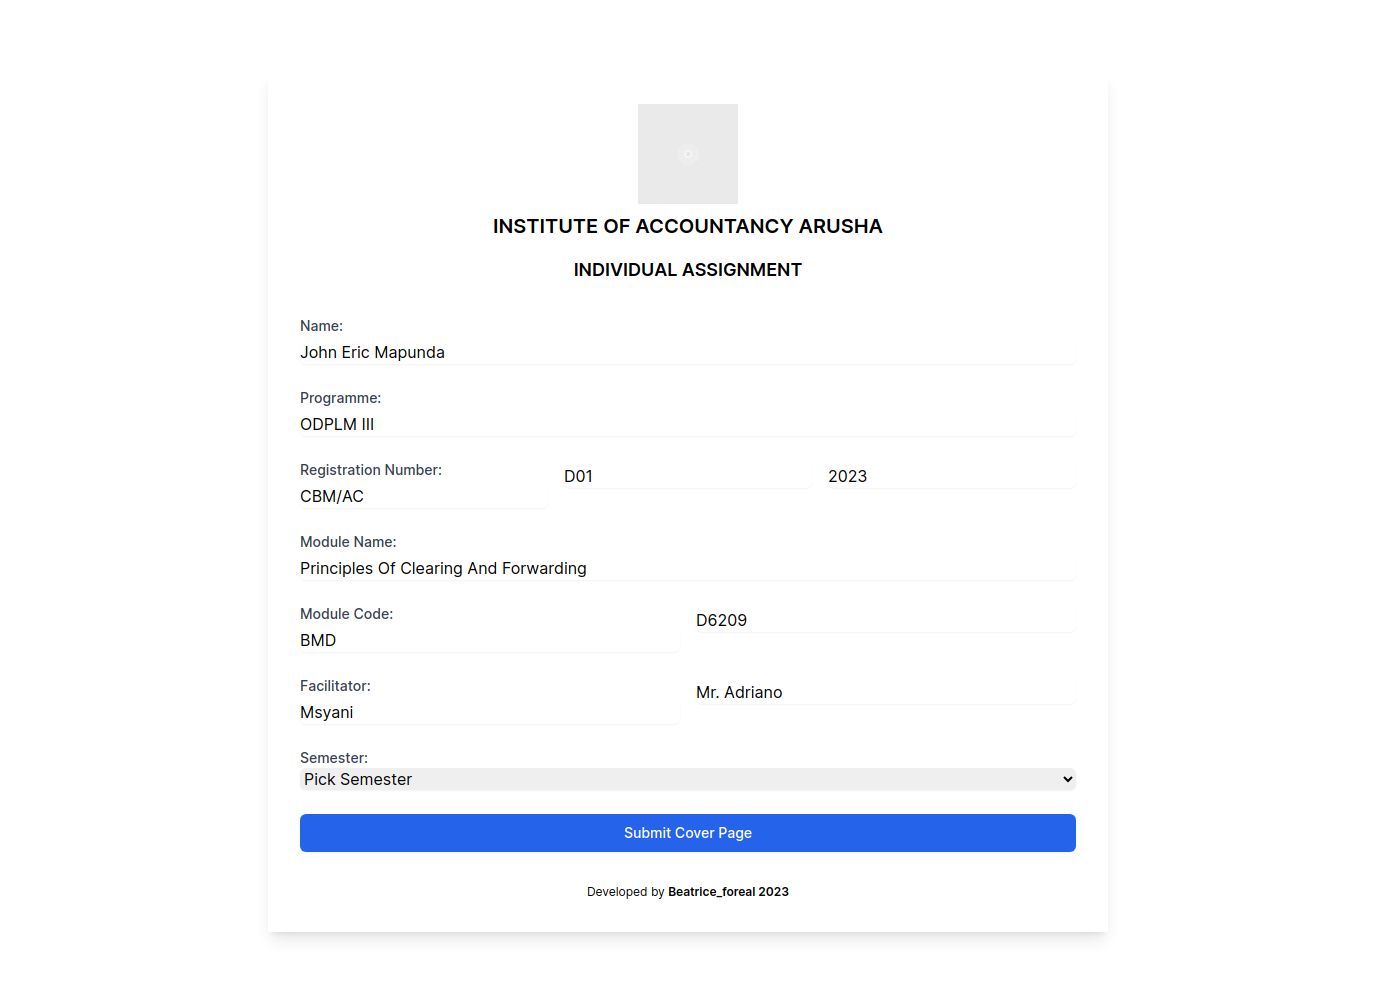 INSTITUTE OF ACCOUNTANCY ARUSHA
INDIVIDUAL ASSIGNMENT
Name:
John Eric Mapunda
Programme:
ODPLM III
Registration Number:
CBM/AC
D01
2023
Module Name:
Principles Of Clearing And Forwarding
Module Code:
BMD
D6209
Facilitator:
Msyani
Mr. Adriano
Semester:
Pick Semester
Submit Cover Page
Developed by Beatrice_foreal 2023